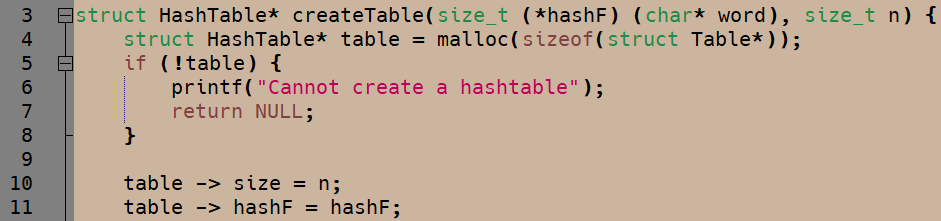 3 struct HashTable* createTable(size_t (*hashF) (char* word), size_t n) {
4     struct HashTable* table = malloc(sizeof(struct Table*));
5     if (!table) {
6         printf("Cannot create a hashtable");
7         return NULL;
8     }
9
10     table -> size = n;
11     table -> hashF = hashF;